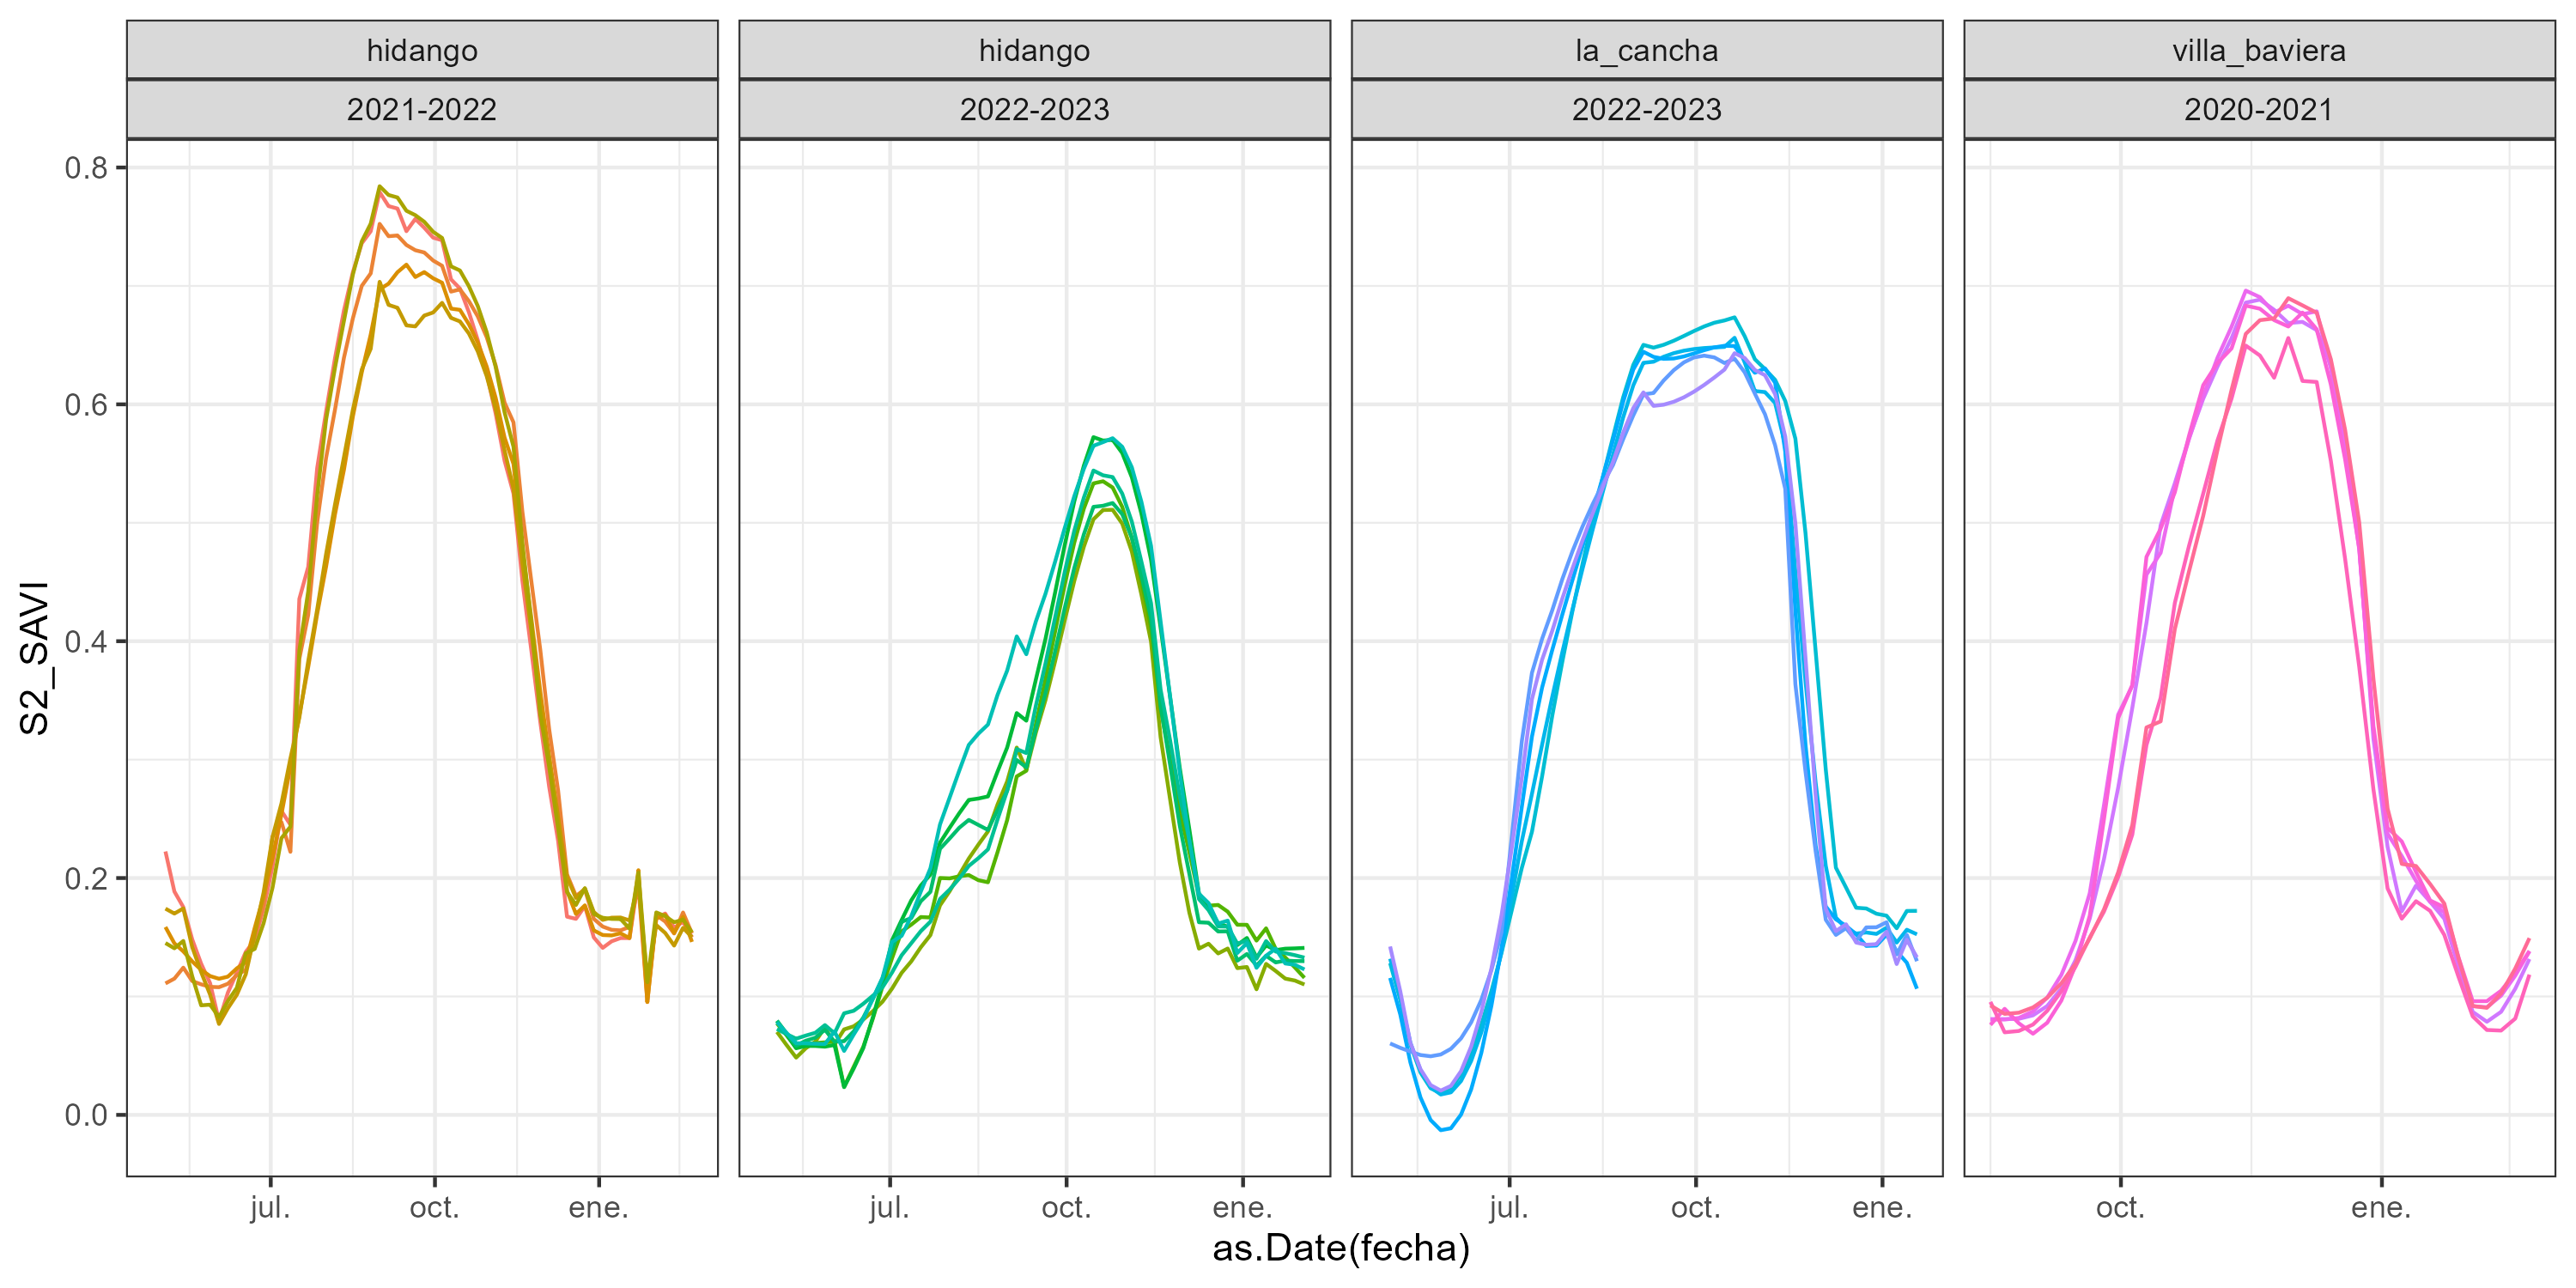 hidango hidango la_cancha villa_baviera
2021-2022 2022-2023 2022-2023 2020-2021
0.8
0.6
0.4
0.2
0.0
S2_SAVI
jul. oct. ene. jul. oct. ene. jul. oct. ene. oct. ene.
as.Date(fecha)